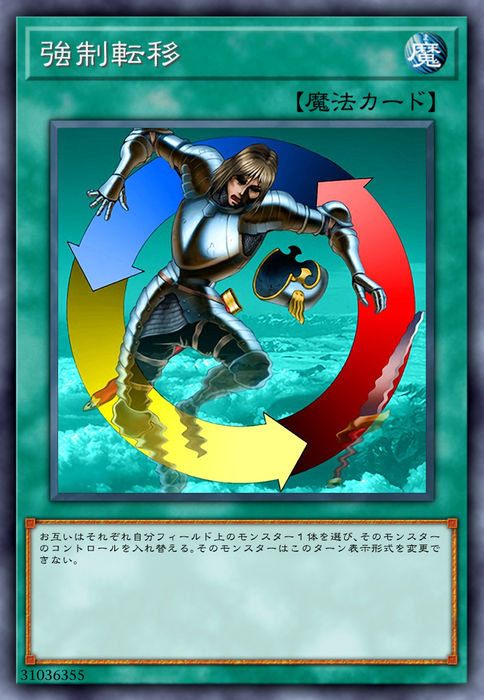 強制転移
魔
【魔法カード】
お互いはそれぞれ自分フィールド上のモンスター1体を選び、そのモンスター
のコントロールを入れ替える。そのモンスターはこのターン表示形式を変更で
きない。
31036355